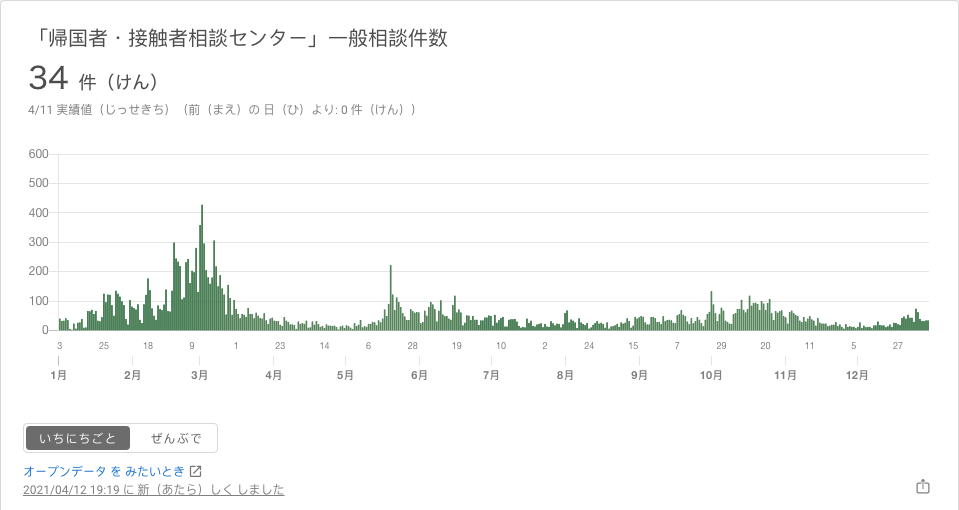 「帰国者・接触者相談センター」一般相談件数
34 件（けん）
4/11 実績値（じっせきち）（前（まえ）の 日（ひ）より: 0 件（けん））
600
500
400
300
200
100
0
3 25 18 9 1 23 14 6 28 19 10 2 24 15 7 29 20 11 5 27
1月 2月 3月 4月 5月 6月 7月 8月 9月 10月 11月 12月
いちにちごと ぜんぶで
オープンデータ を みたいとき
2021/04/12 19:19 に 新（あたら）しく しました